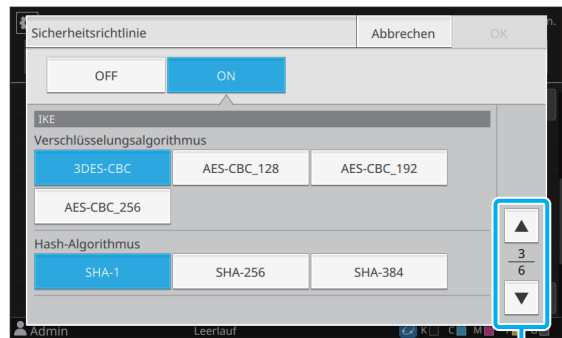 Sicherheitsrichtlinie Abbrechen OK n.
OFF ON
IKE
Verschlüsselungsalgorithmus
3DES-CBC AES-CBC_128 AES-CBC_192
AES-CBC_256
Hash-Algorithmus
SHA-1 SHA-256 SHA-384
3
6
Admin Leerlauf K C M